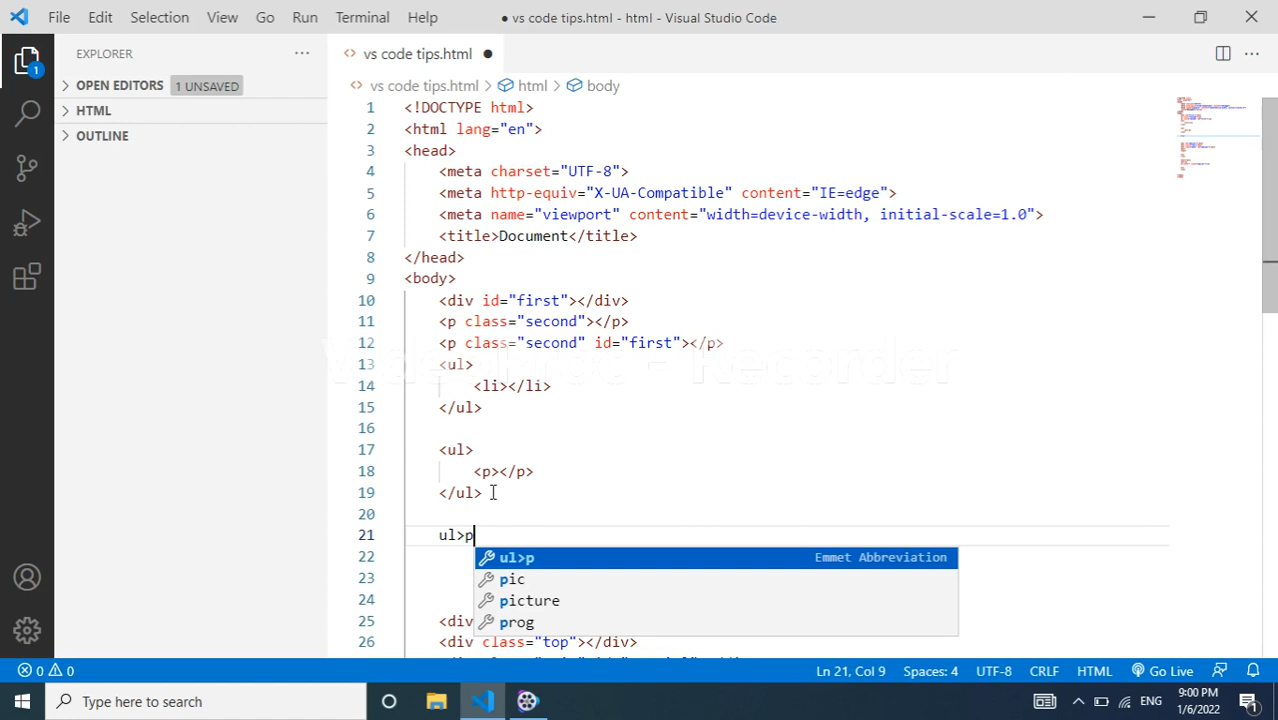 File Edit Selection View Go Run Terminal Help
● vs code tips.html - html - Visual Studio Code
EXPLORER
1
OPEN EDITORS 1 UNSAVED
HTML
OUTLINE
vs code tips.html ●
vs code tips.html > html > body
1 <!DOCTYPE html>
2 <html lang="en">
3 <head>
4 <meta charset="UTF-8">
5 <meta http-equiv="X-UA-Compatible" content="IE=edge">
6 <meta name="viewport" content="width=device-width, initial-scale=1.0">
7 <title>Document</title>
8 </head>
9 <body>
10 <div id="first"></div>
11 <p class="second"></p>
12 <p class="second" id="first"></p>
13 <ul>
14 <li></li>
15 </ul>
16
17 <ul>
18 <p></p>
19 </ul>
20
21 ul>p
22
ul>p Emmet Abbreviation
pic
23
picture
24
prog
25 <div
26 <div class="top"></div>
Recorder
0 0
Ln 21, Col 9 Spaces: 4 UTF-8 CRLF HTML Go Live
Type here to search
ENG
9:00 PM
1/6/2022
1